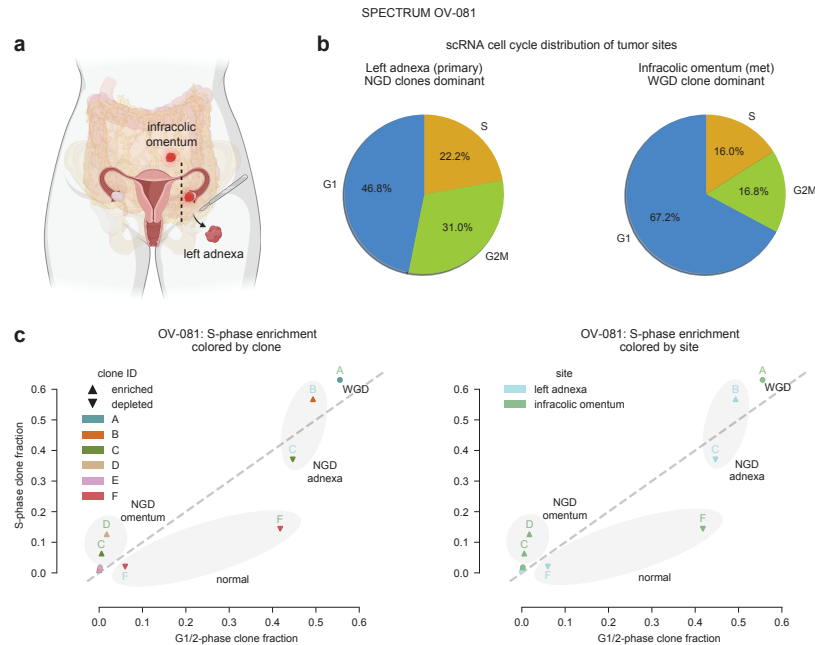 SPECTRUM OV-081
a
infracolic
omentum
left adnexa
b
scRNA cell cycle distribution of tumor sites
Left adnexa (primary)
NGD clones dominant
S
22.2%
G1
46.8%
31.0%
G2M
Infracolic omentum (met)
WGD clone dominant
S
16.0%
16.8%
G2M
67.2%
G1
c
OV-081: S-phase enrichment
colored by clone
clone ID
enriched
depleted
A
B
C
D
E
F
A
WGD
B
C
NGD
adnexa
NGD
omentum
D
C
F
F
normal
0.6
0.5
0.4
0.3
0.2
0.1
0.0
S-phase clone fraction
0.0 0.1 0.2 0.3 0.4 0.5 0.6
G1/2-phase clone fraction
OV-081: S-phase enrichment
colored by site
site
left adnexa
infracolic omentum
A
WGD
B
C
NGD
adnexa
NGD
omentum
D
C
F
F
normal
0.6
0.5
0.4
0.3
0.2
0.1
0.0
0.0 0.1 0.2 0.3 0.4 0.5 0.6
G1/2-phase clone fraction